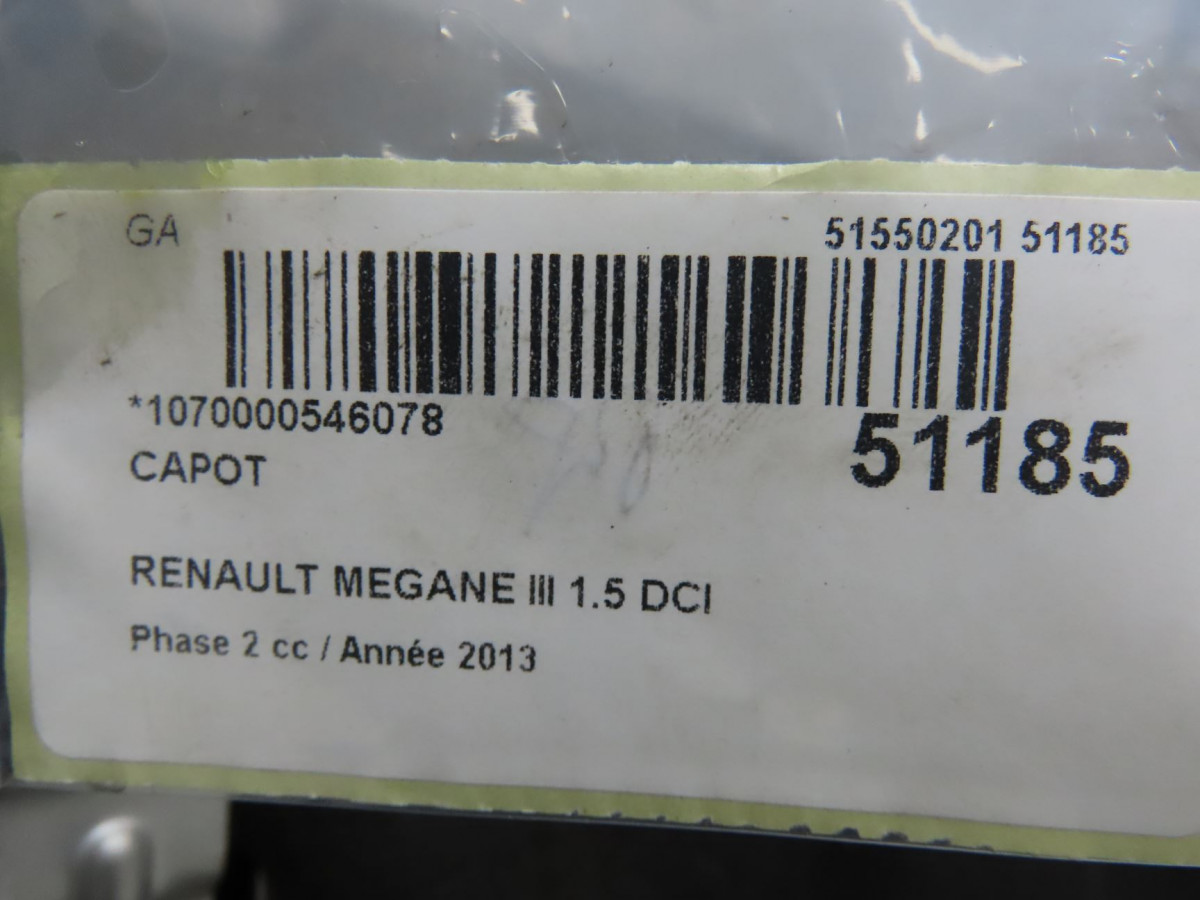 GA 51550201 51185
*1070000546078
51185
CAPOT
RENAULT MEGANE III 1.5 DCI
Phase 2 cc / Année 2013